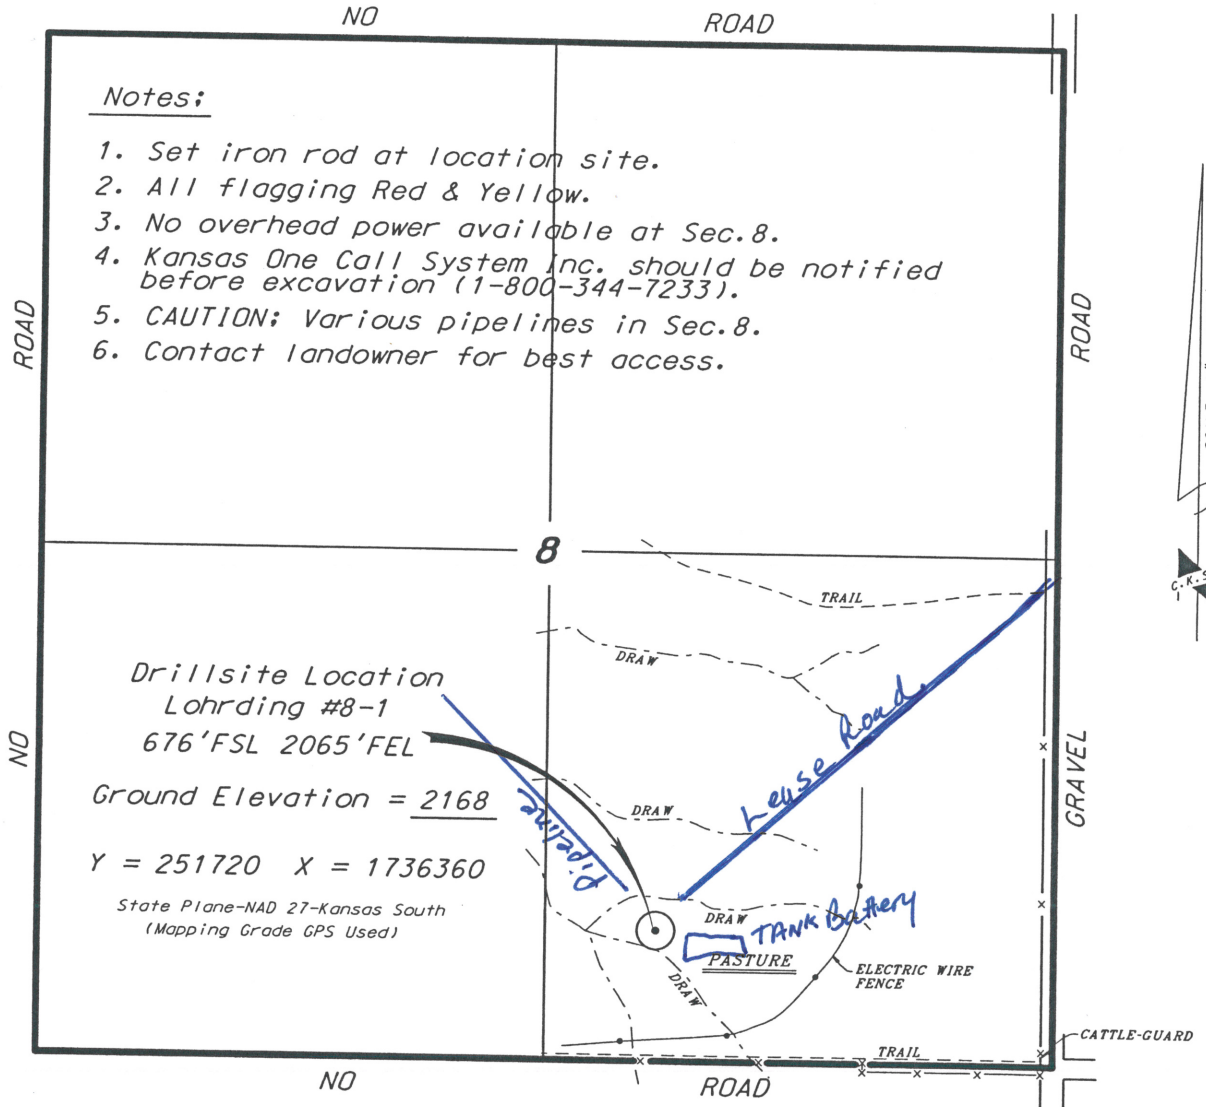 NO ROAD
Notes:
1. Set iron rod at location site.
2. All flagging Red & Yellow.
3. No overhead power available at Sec.8.
4. Kansas One Call System Inc. should be notified
before excavation (1-800-344-7233).
5. CAUTION: Various pipelines in Sec.8.
6. Contact landowner for best access.
NO ROAD
GRAVEL ROAD
8
TRAIL
DRAW
Drillsite Location
Lohrding #8-1
676'FSL 2065'FEL
Ground Elevation = 2168
Y = 251720 X = 1736360
State Plane-NAD 27-Kansas South
(Mapping Grade GPS Used)
Pipeline
Lease Road
DRAW
DRAW
TANK Battery
PASTURE
DRAW
ELECTRIC WIRE
FENCE
CATTLE-GUARD
TRAIL
NO ROAD